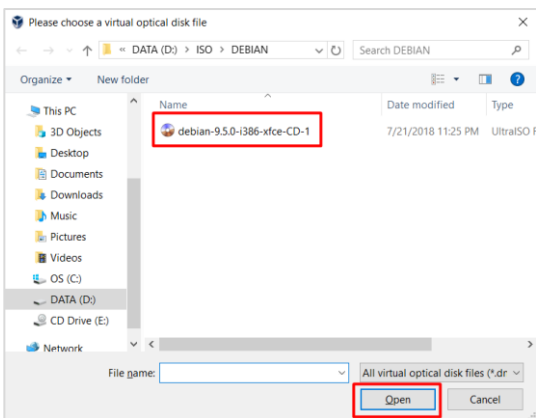 Please choose a virtual optical disk file
« DATA (D:) > ISO > DEBIAN
Search DEBIAN
Organize
New folder
This PC
3D Objects
Desktop
Documents
Downloads
Music
Pictures
Videos
OS (C:)
DATA (D:)
CD Drive (E:)
Network
Name
Date modified
Type
debian-9.5.0-i386-xfce-CD-1
7/21/2018 11:25 PM
UltraISO F
File name:
All virtual optical disk files (*.dr
Open
Cancel